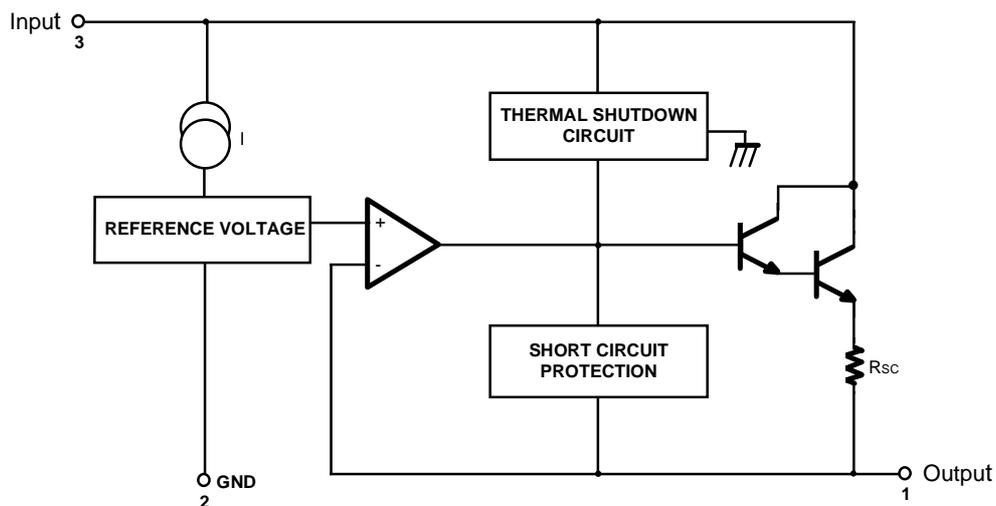 Input
3
I
THERMAL SHUTDOWN
CIRCUIT
REFERENCE VOLTAGE
+
-
SHORT CIRCUIT
PROTECTION
RSC
GND
2
Output
1